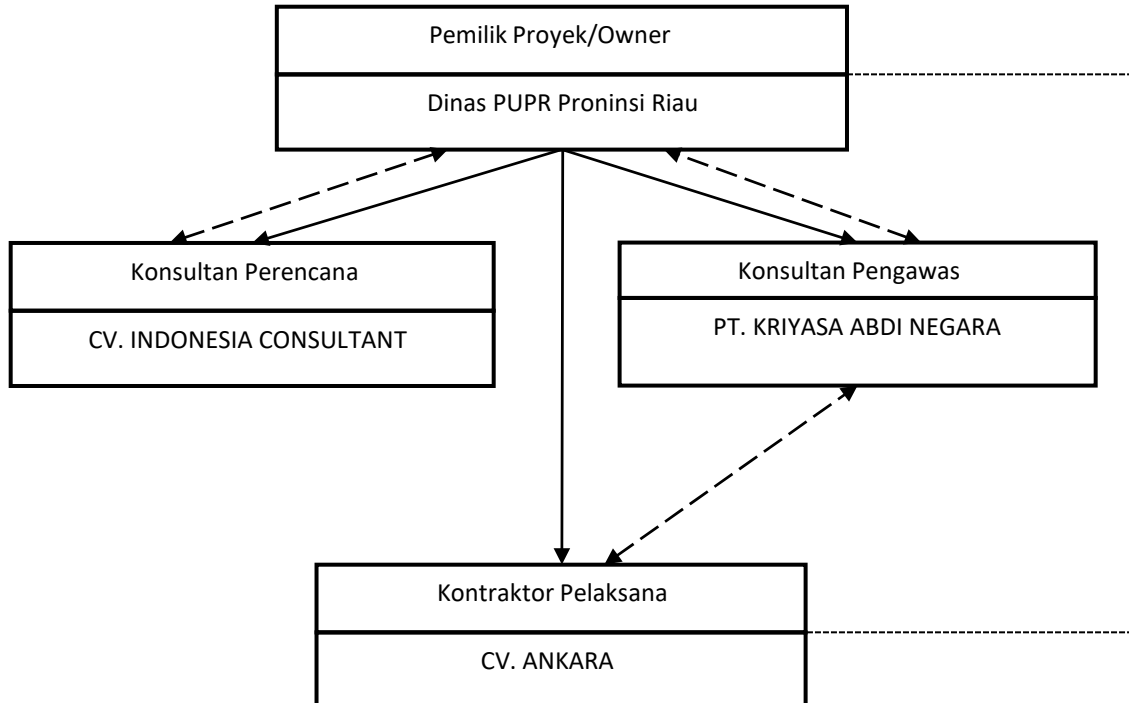 Pemilik Proyek/Owner
Dinas PUPR Proninsi Riau
Konsultan Perencana
CV. INDONESIA CONSULTANT
Konsultan Pengawas
PT. KRIYASA ABDI NEGARA
Kontraktor Pelaksana
CV. ANKARA